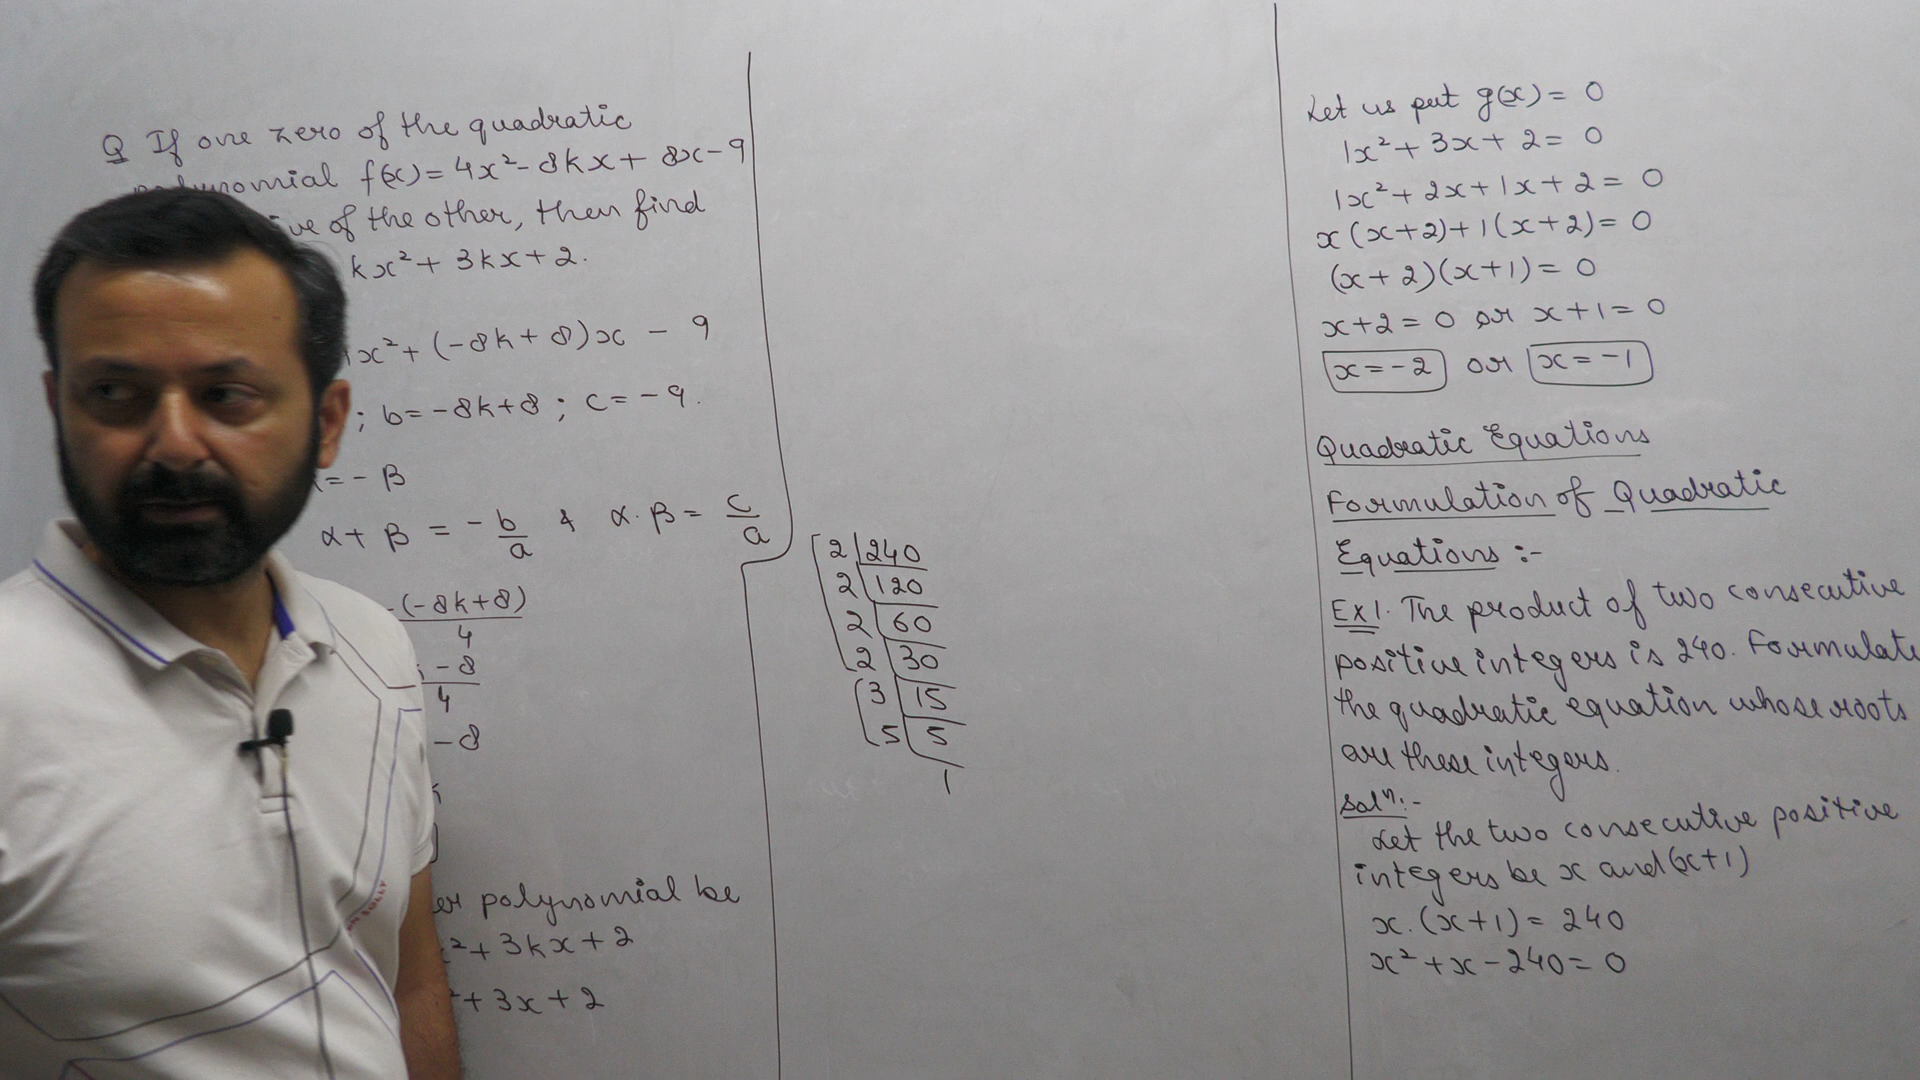 Q If one zero of the quadratic
polynomial f(x) = 4x² - 8kx + 8x - 9
of the other, then find
kx² + 3kx + 2.
x² + (-8k + 8)x - 9
; b = -8k + 8 ; c = -9.
= - β
α + β = - b/a & α. β = c/a
-(-8k+8)
4
- 8
4
- 8
polynomial be
² + 3kx + 2
² + 3x + 2
2 | 240
2 | 120
2 | 60
2 | 30
3 | 15
5 | 5
1
Let us put g(x) = 0
1x² + 3x + 2 = 0
1x² + 2x + 1x + 2 = 0
x (x+2) + 1 (x+2) = 0
(x+2)(x+1) = 0
x+2 = 0 or x+1 = 0
x = -2 or x = -1
Quadratic Equations
Formulation of Quadratic
Equations :-
Ex 1. The product of two consecutive
positive integers is 240. Formulate
the quadratic equation whose roots
are these integers.
Solⁿ:-
Let the two consecutive positive
integers be x and (x+1)
x. (x+1) = 240
x² + x - 240 = 0